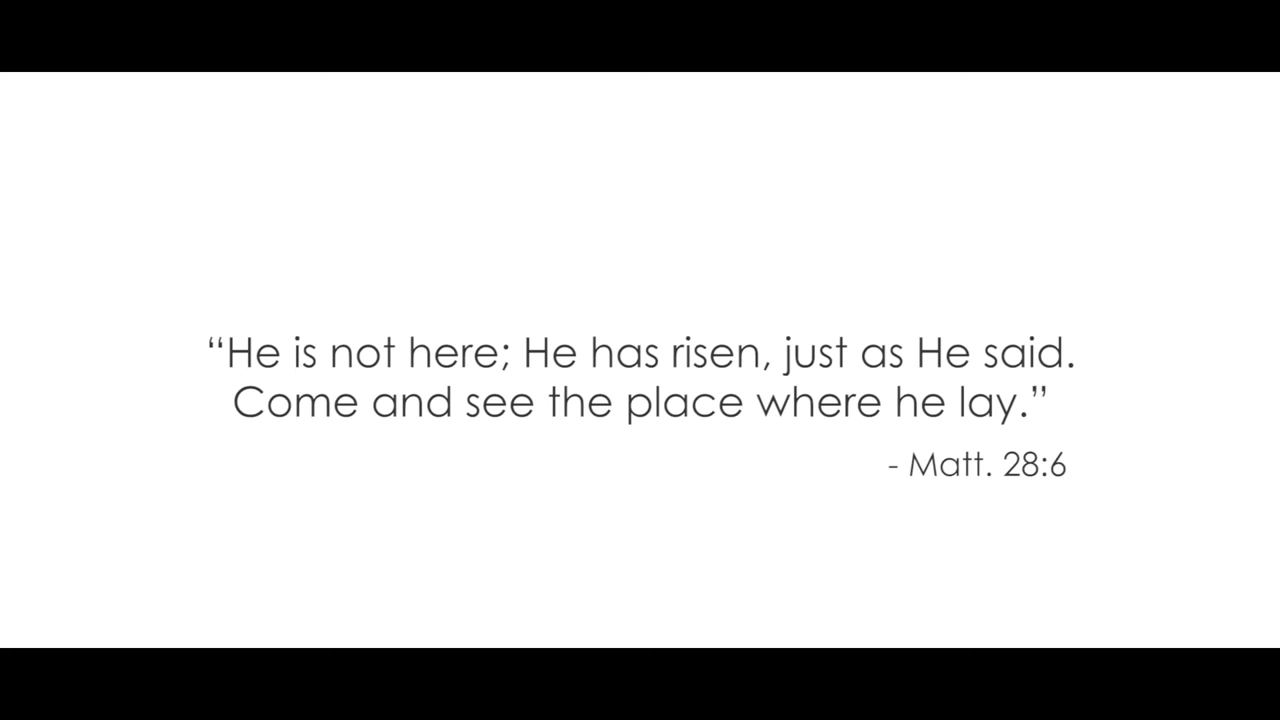 “He is not here; He has risen, just as He said.
Come and see the place where he lay.”
- Matt. 28:6